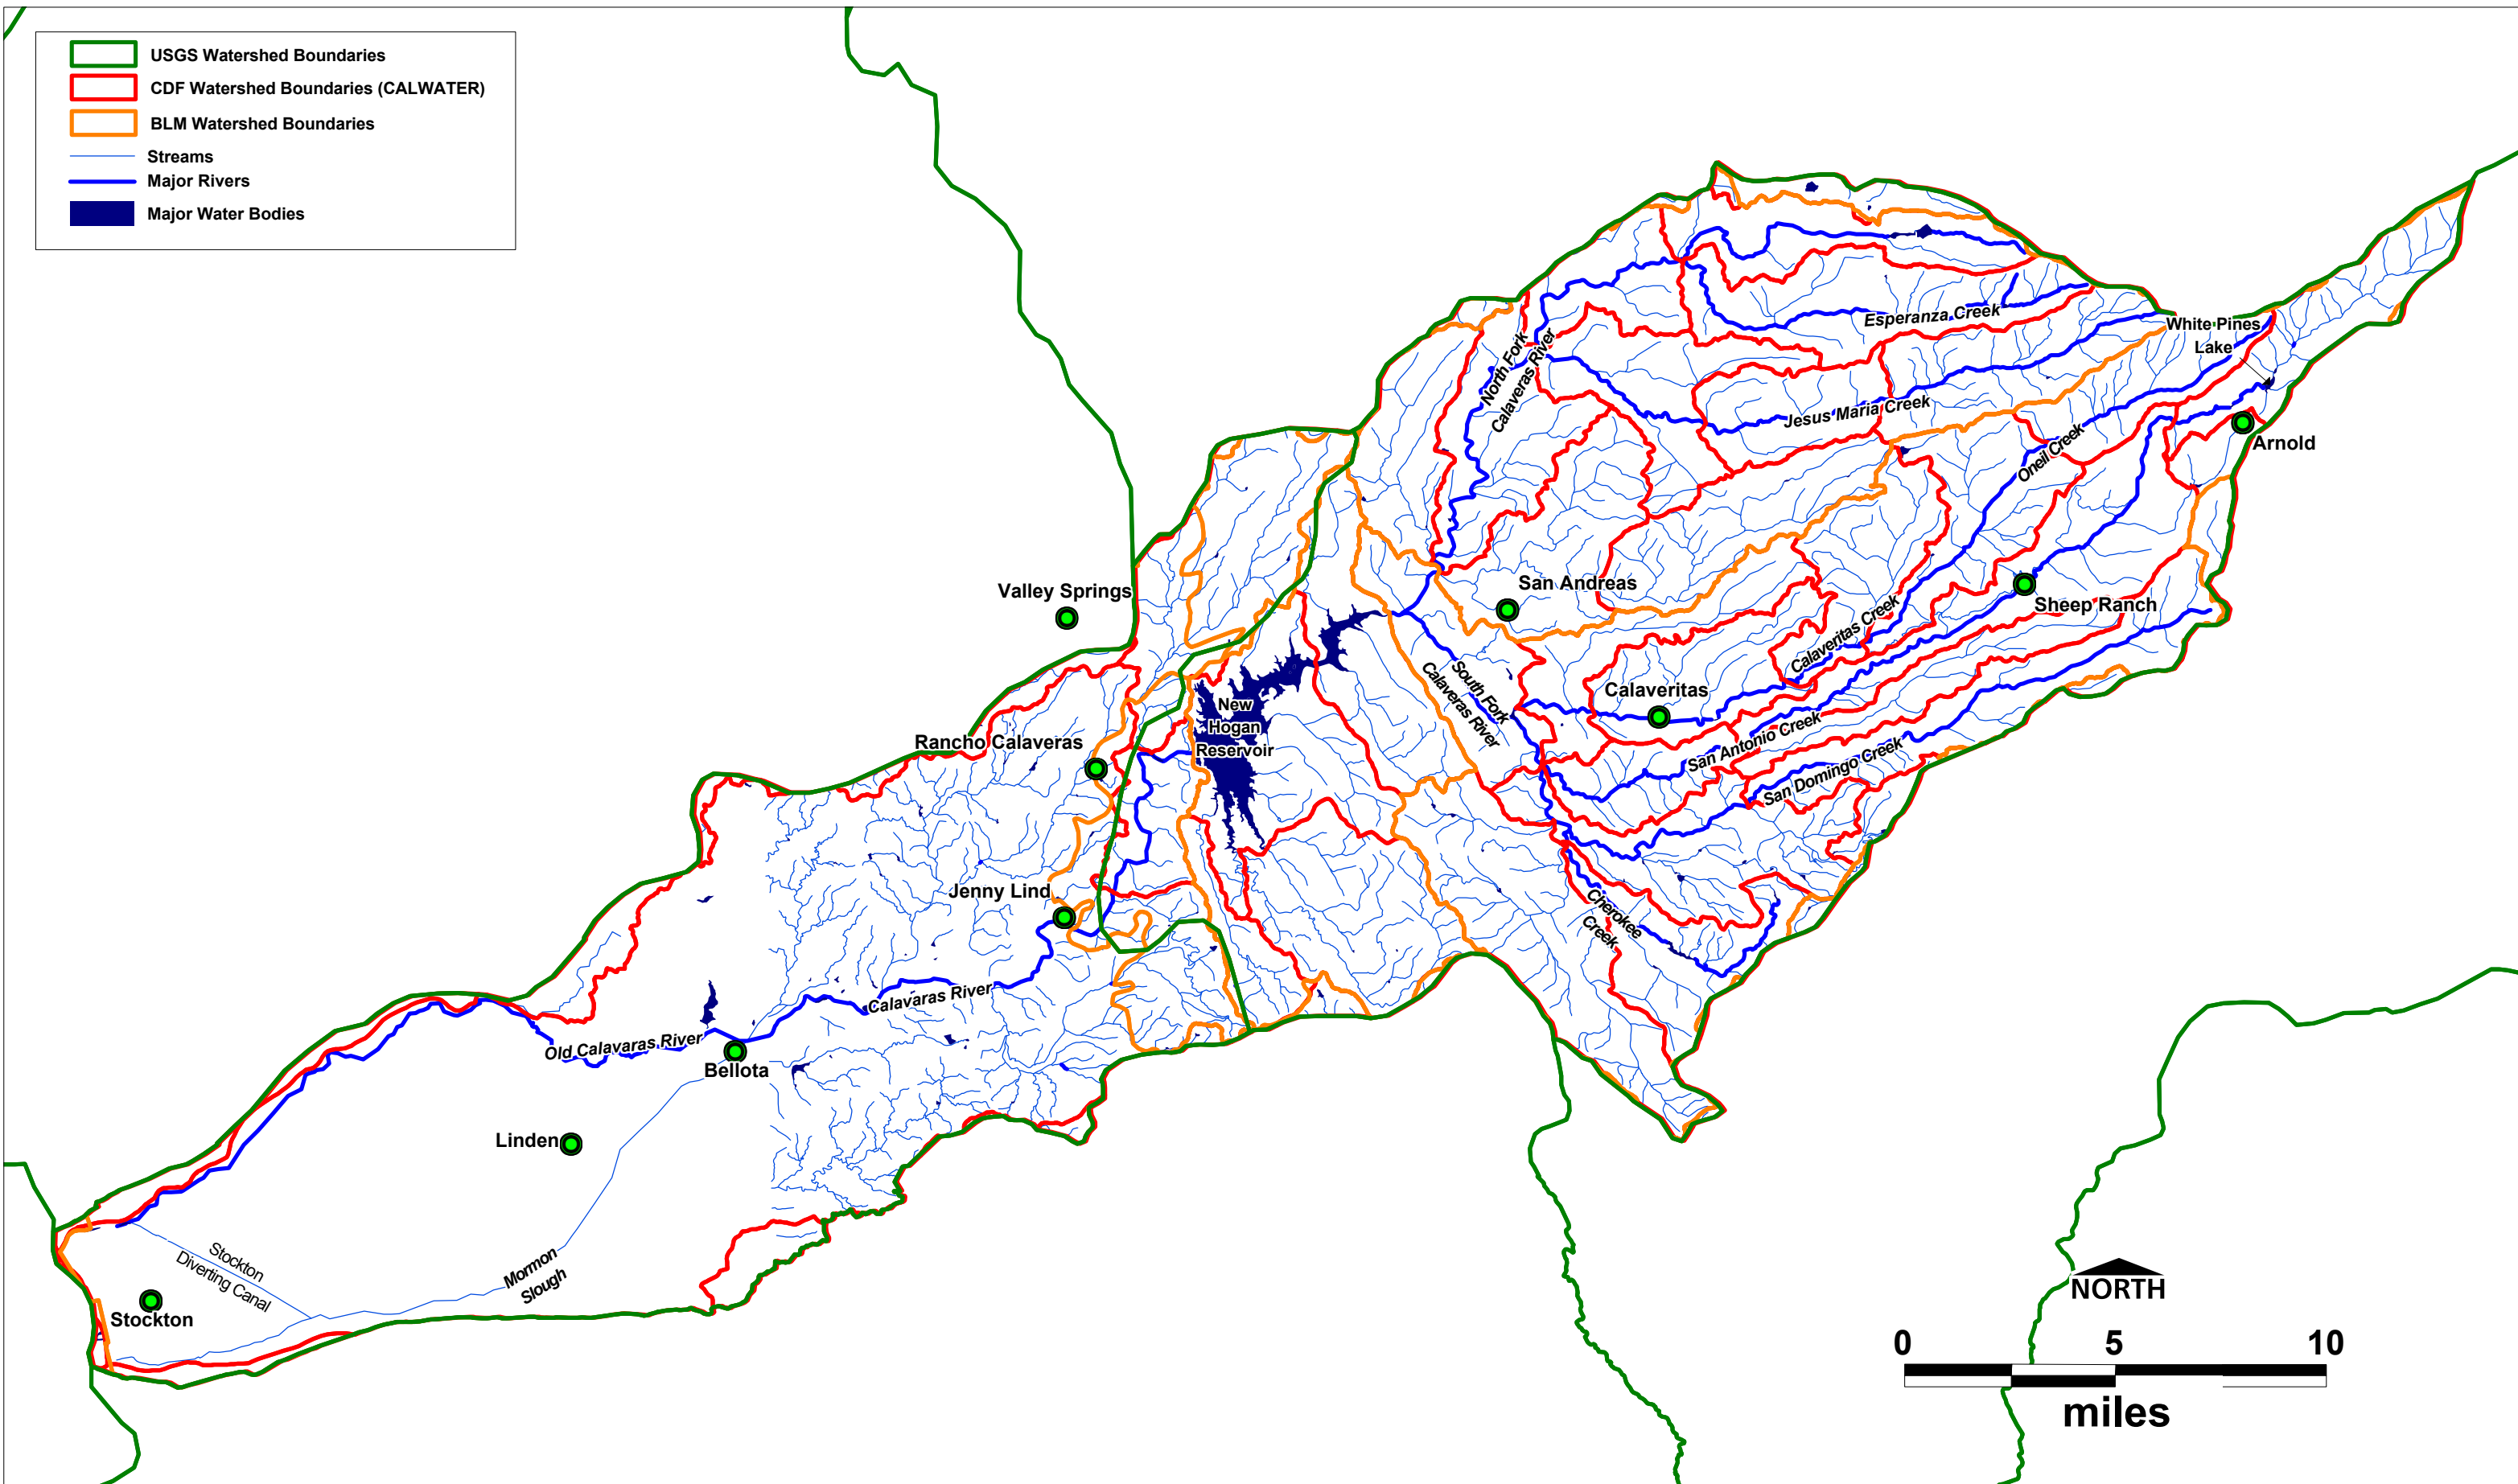 USGS Watershed Boundaries
CDF Watershed Boundaries (CALWATER)
BLM Watershed Boundaries
Streams
Major Rivers
Major Water Bodies
Esperanza Creek
White Pines
Lake
North Fork
Calaveras River
Jesus Maria Creek
Oneil Creek
Arnold
Valley Springs
San Andreas
Sheep Ranch
Calaveritas Creek
South Fork
Calaveras River
Calaveritas
New
Hogan
Reservoir
Rancho Calaveras
San Antonio Creek
San Domingo Creek
Jenny Lind
Cherokee
Creek
Calavaras River
Old Calavaras River
Bellota
Linden
Mormon
Slough
Stockton
Diverting Canal
Stockton
NORTH
0 5 10
miles